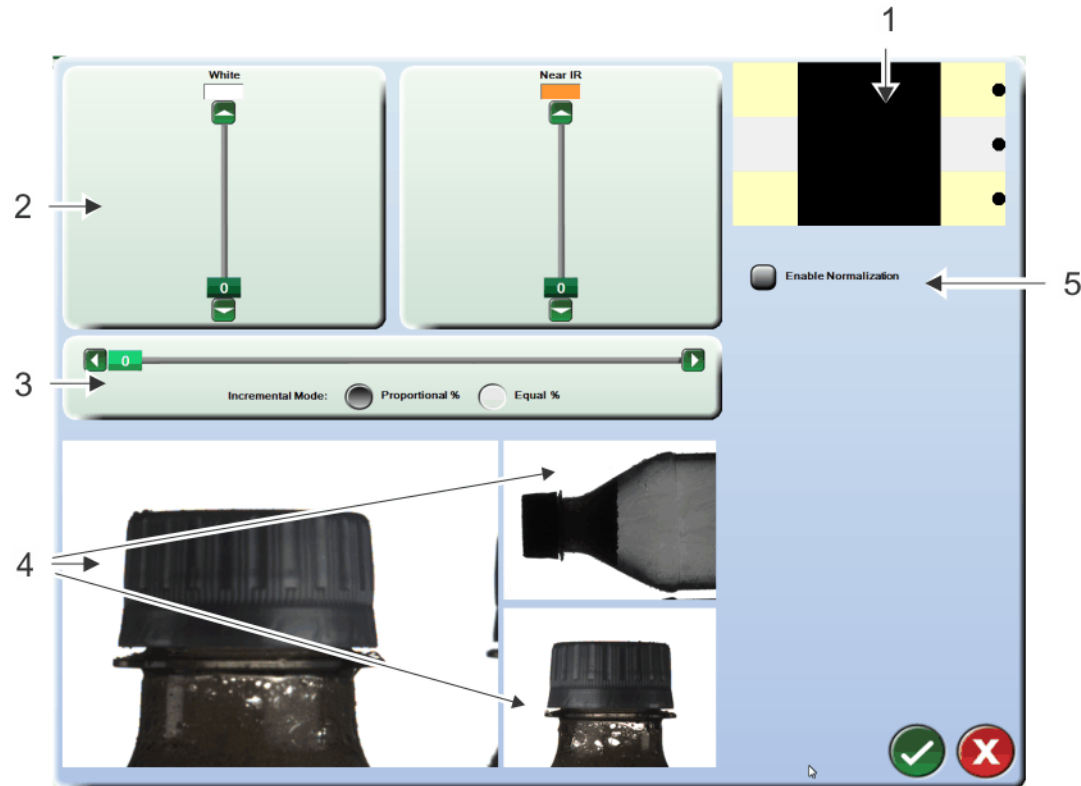 1
White
Near IR
2
0
0
Enable Normalization
5
0
3
Incremental Mode: Proportional % Equal %
4